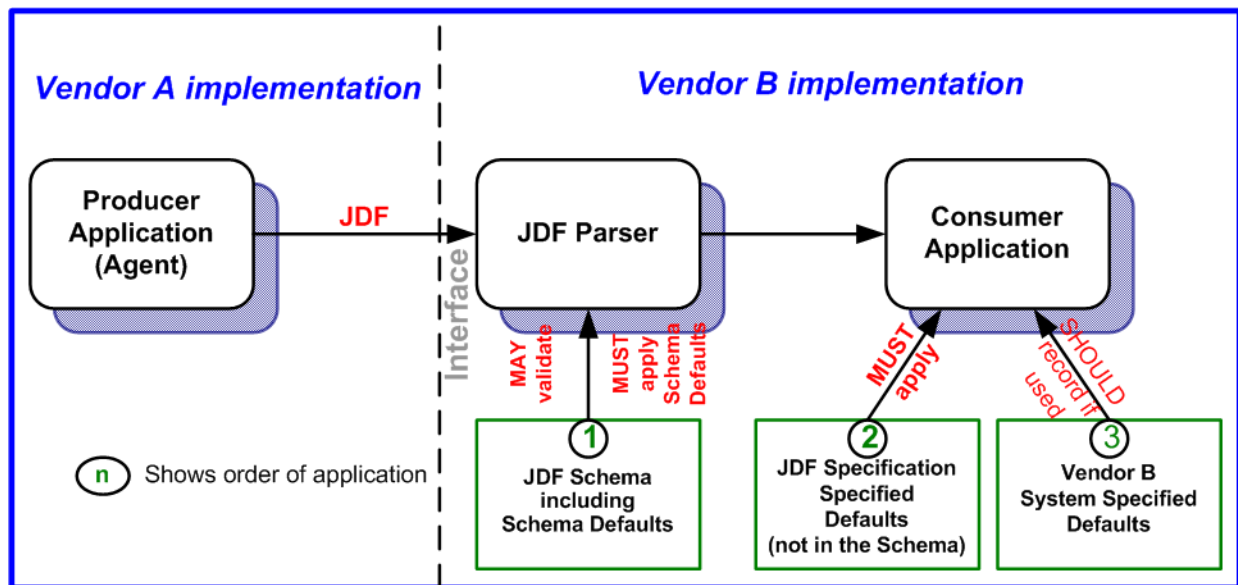 Vendor A implementation
Vendor B implementation
Producer
Application
(Agent)
JDF
Interface
JDF Parser
Consumer
Application
MAY
validate
MUST
apply
Schema
Defaults
MUST
apply
SHOULD
record if
used
n Shows order of application
1
JDF Schema
including
Schema Defaults
2
JDF Specification
Specified
Defaults
(not in the Schema)
3
Vendor B
System Specified
Defaults